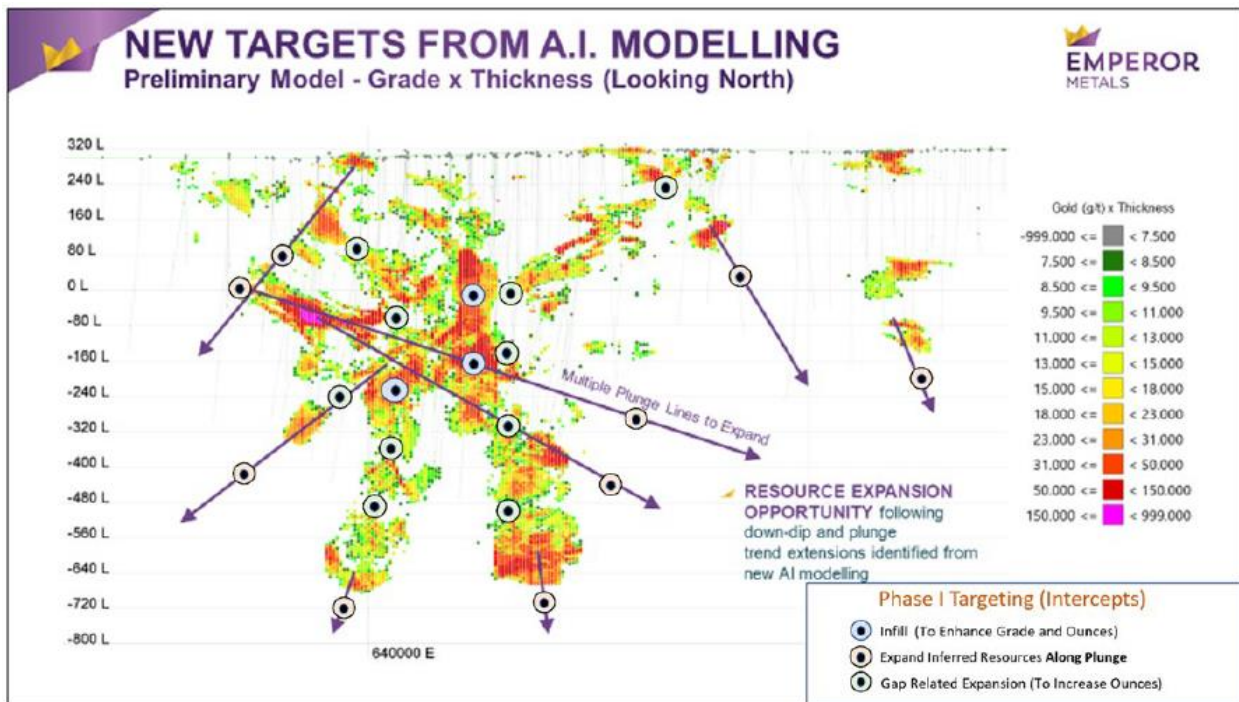 NEW TARGETS FROM A.I. MODELLING
Preliminary Model - Grade x Thickness (Looking North)
EMPEROR
METALS
320 L
240 L
160 L
80 L
0 L
-80 L
-160 L
-240 L
-320 L
-400 L
-480 L
-560 L
-640 L
-720 L
-800 L
640000 E
Multiple Plunge Lines to Expand
Gold (g/t) x Thickness
-999.000 <= < 7.500
7.500 <= < 8.500
8.500 <= < 9.500
9.500 <= < 11.000
11.000 <= < 13.000
13.000 <= < 15.000
15.000 <= < 18.000
18.000 <= < 23.000
23.000 <= < 31.000
31.000 <= < 50.000
50.000 <= < 150.000
150.000 <= < 999.000
RESOURCE EXPANSION
OPPORTUNITY following
down-dip and plunge
trend extensions identified from
new AI modelling
Phase I Targeting (Intercepts)
Infill (To Enhance Grade and Ounces)
Expand Inferred Resources Along Plunge
Gap Related Expansion (To Increase Ounces)